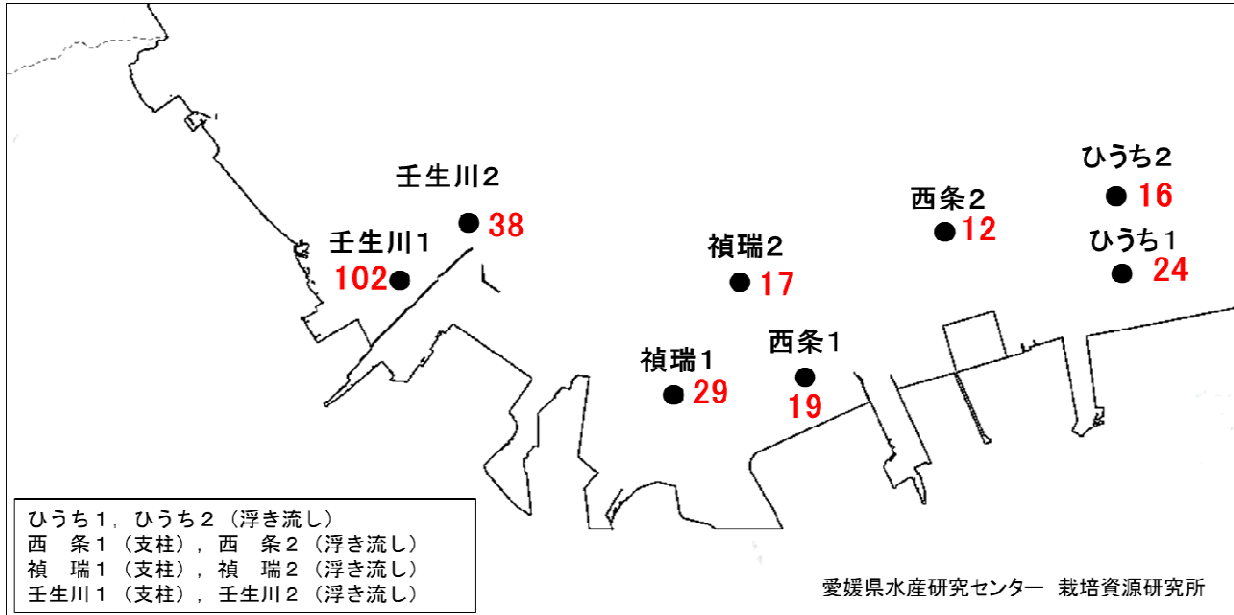 ひうち２
16
壬生川２
38
西条２
12
壬生川１
102
禎瑞２
17
ひうち１
24
西条１
19
禎瑞１
29
ひうち１，ひうち２（浮き流し）
西　条１（支柱），西　条２（浮き流し）
禎　瑞１（支柱），禎　瑞２（浮き流し）
壬生川１（支柱），壬生川２（浮き流し）
愛媛県水産研究センター　栽培資源研究所